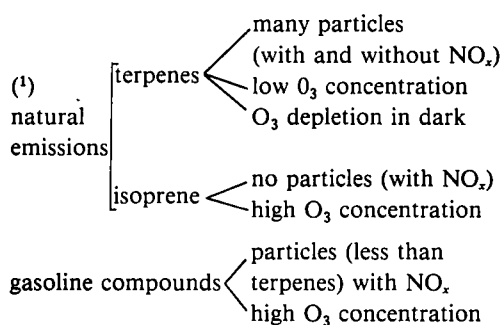 many particles
(with and without NOₓ)
(¹)
terpenes
low 0₃ concentration
natural
O₃ depletion in dark
emissions
no particles (with NOₓ)
isoprene
high O₃ concentration
particles (less than
gasoline compounds
terpenes) with NOₓ
high O₃ concentration